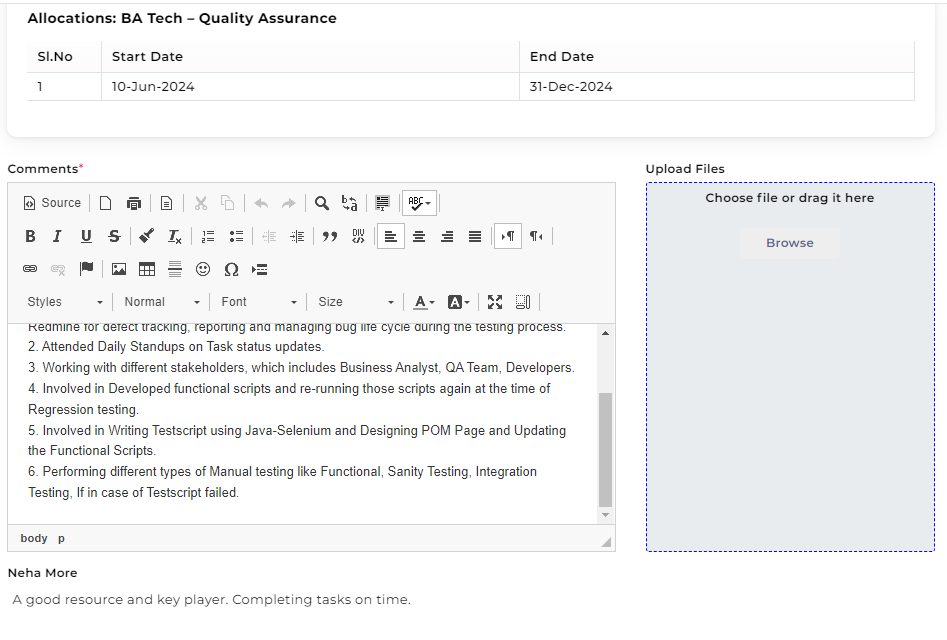 Allocations: BA Tech – Quality Assurance
Sl.No Start Date End Date
1 10-Jun-2024 31-Dec-2024
Comments*
Upload Files
Source
ABC
B I U S Tx
DIV
Styles Normal Font Size A A
Redmine for defect tracking, reporting and managing bug life cycle during the testing process.
2. Attended Daily Standups on Task status updates.
3. Working with different stakeholders, which includes Business Analyst, QA Team, Developers.
4. Involved in Developed functional scripts and re-running those scripts again at the time of
Regression testing.
5. Involved in Writing Testscript using Java-Selenium and Designing POM Page and Updating
the Functional Scripts.
6. Performing different types of Manual testing like Functional, Sanity Testing, Integration
Testing, If in case of Testscript failed.
body p
Choose file or drag it here
Browse
Neha More
A good resource and key player. Completing tasks on time.